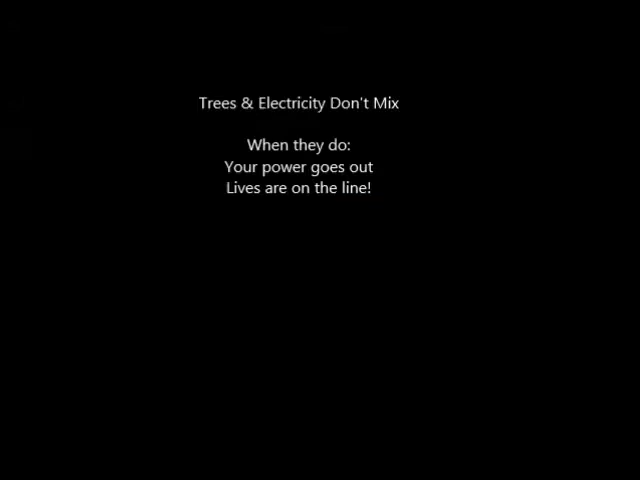 Trees & Electricity Don't Mix
When they do:
Your power goes out
Lives are on the line!